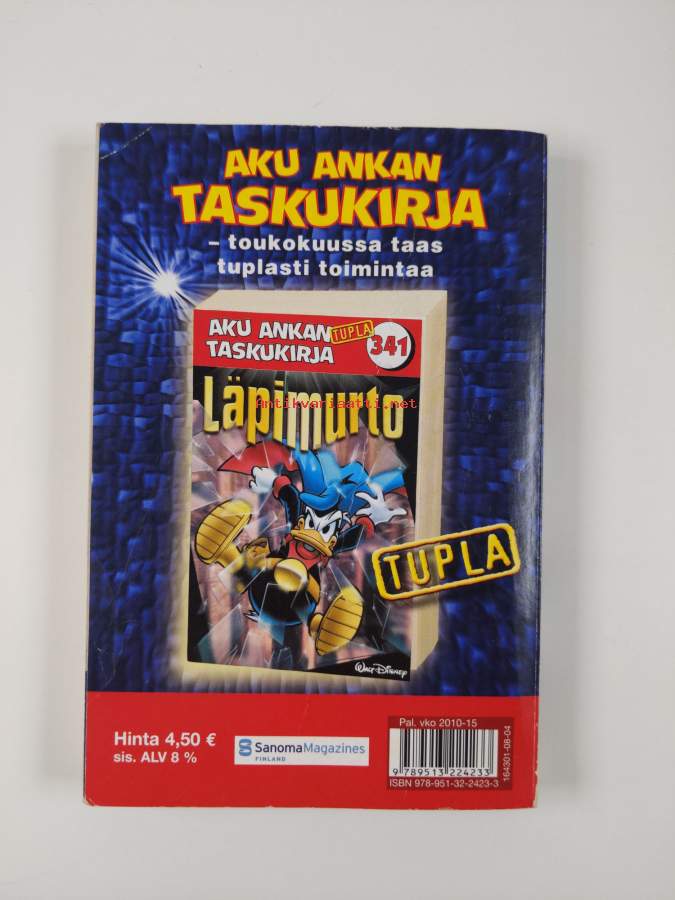 AKU ANKAN
TASKUKIRJA
– toukokuussa taas
tuplasti toimintaa
AKU ANKAN TUPLA
TASKUKIRJA 341
Läpimurto
Antikvariaatti.net
TUPLA
Walt Disney
Hinta 4,50 €
sis. ALV 8 %
SanomaMagazines
FINLAND
Pal. vko 2010-15
9 789513 224233
ISBN 978-951-32-2423-3
164301-08-04